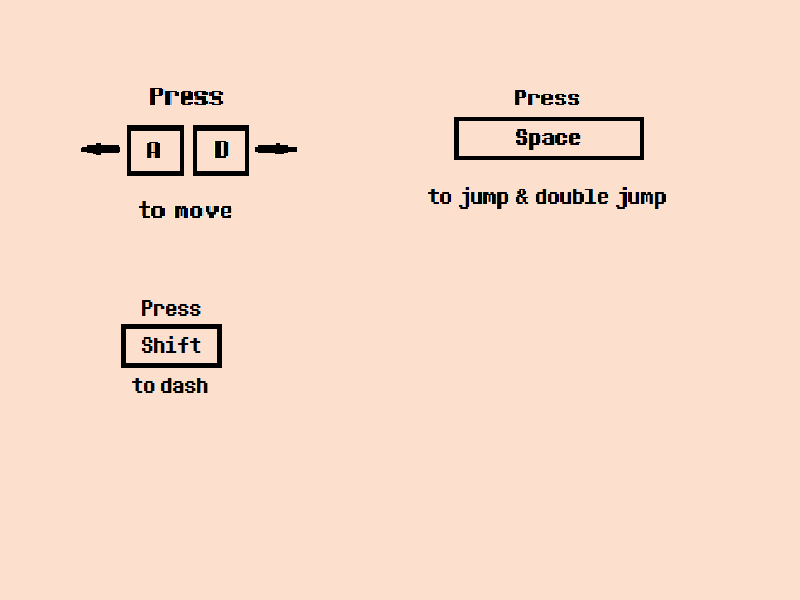 Press
A D
to move
Press
Space
to jump & double jump
Press
Shift
to dash